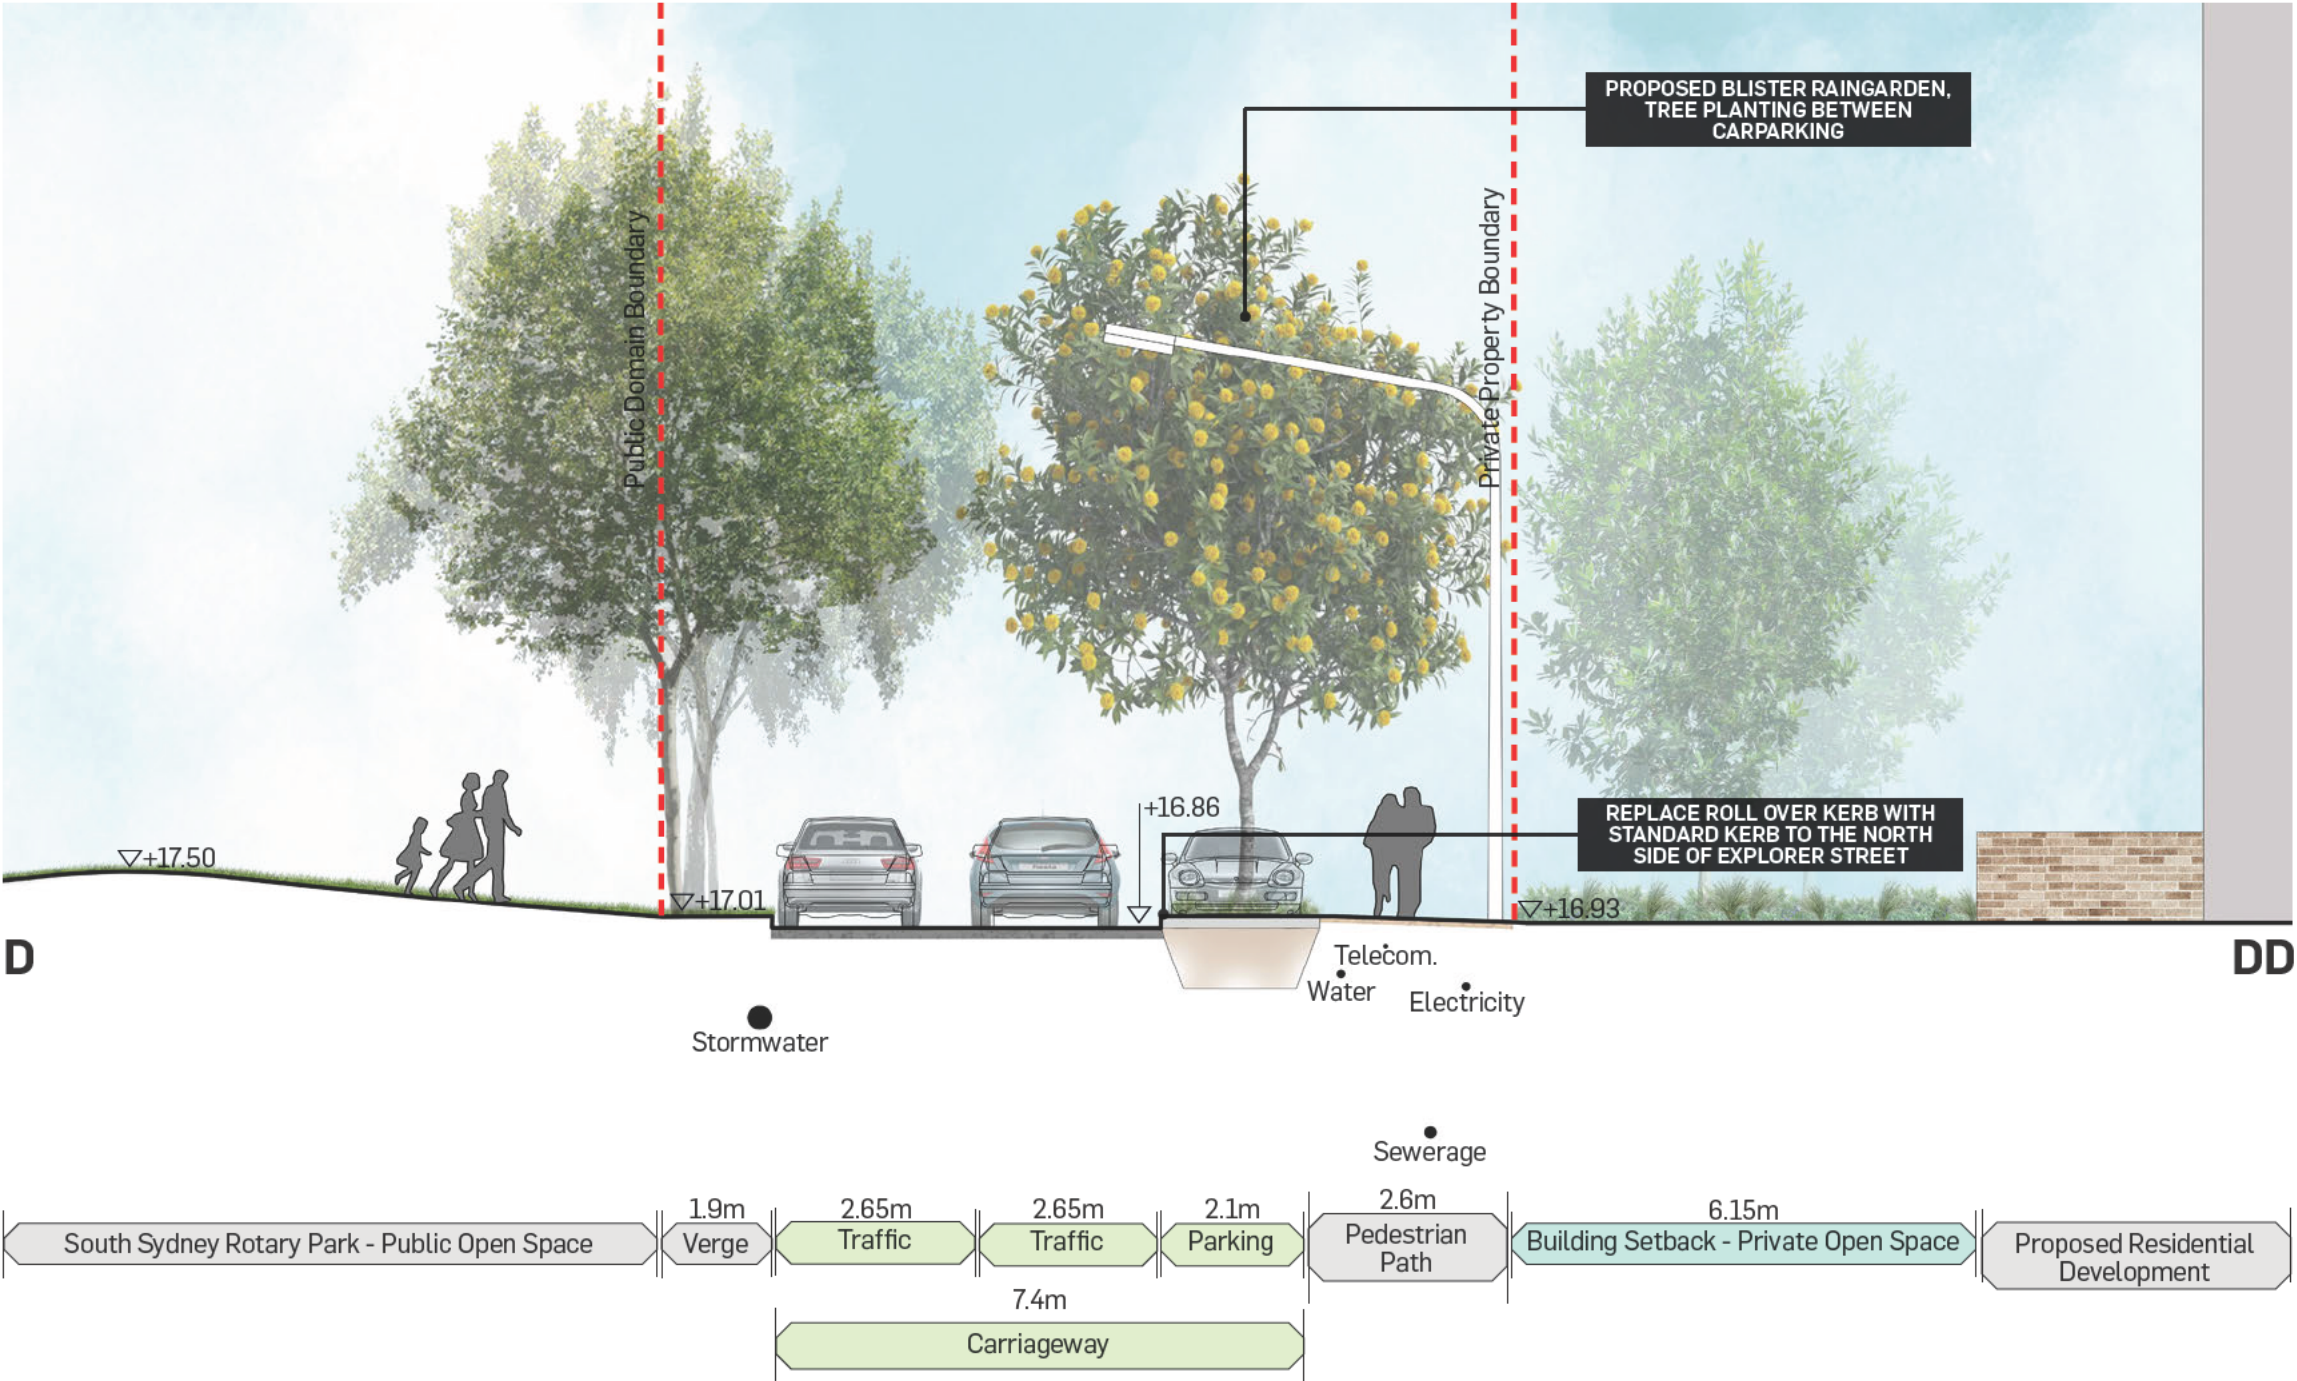 PROPOSED BLISTER RAINGARDEN,
TREE PLANTING BETWEEN
CARPARKING
Public Domain Boundary
Private Property Boundary
+16.86
REPLACE ROLL OVER KERB WITH
STANDARD KERB TO THE NORTH
SIDE OF EXPLORER STREET
+17.50
+17.01
+16.93
D
DD
Telecom.
Water
Electricity
Stormwater
Sewerage
1.9m
2.65m
2.65m
2.1m
2.6m
6.15m
South Sydney Rotary Park - Public Open Space
Verge
Traffic
Traffic
Parking
Pedestrian
Path
Building Setback - Private Open Space
Proposed Residential
Development
7.4m
Carriageway